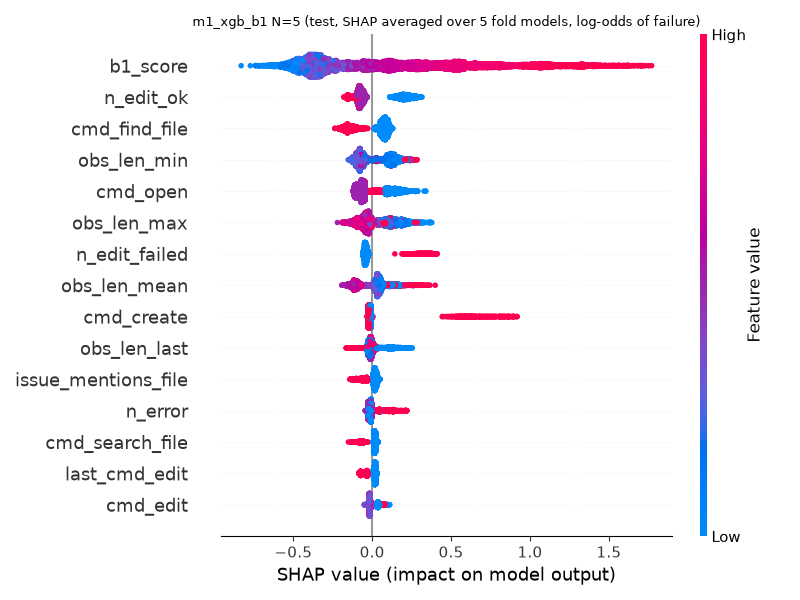 m1_xgb_b1 N=5 (test, SHAP averaged over 5 fold models, log-odds of failure)
High
b1_score
n_edit_ok
cmd_find_file
obs_len_min
cmd_open
obs_len_max
n_edit_failed
obs_len_mean
cmd_create
obs_len_last
issue_mentions_file
n_error
cmd_search_file
last_cmd_edit
cmd_edit
Feature value
Low
−0.5 0.0 0.5 1.0 1.5
SHAP value (impact on model output)